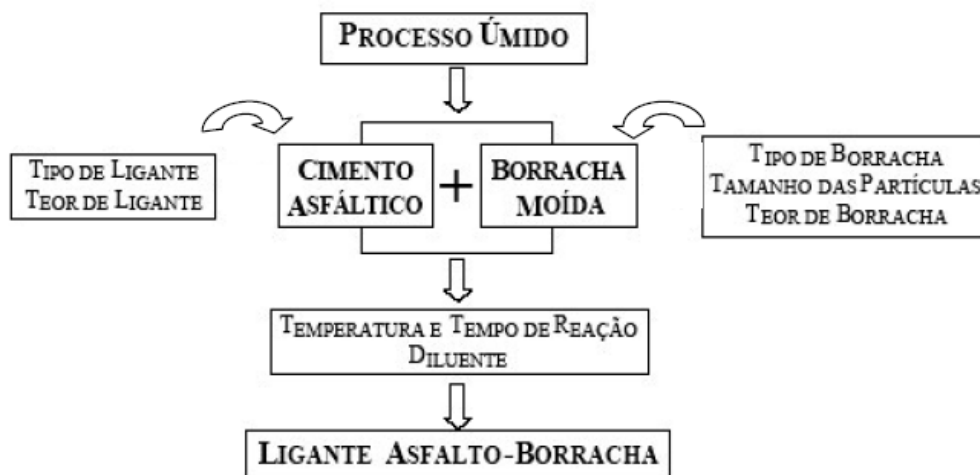 PROCESSO ÚMIDO
TIPO DE LIGANTE
TEOR DE LIGANTE
CIMENTO
ASFÁLTICO
+
BORRACHA
MOÍDA
TIPO DE BORRACHA
TAMANHO DAS PARTÍCULAS
TEOR DE BORRACHA
TEMPERATURA E TEMPO DE REAÇÃO
DILUENTE
LIGANTE ASFALTO-BORRACHA